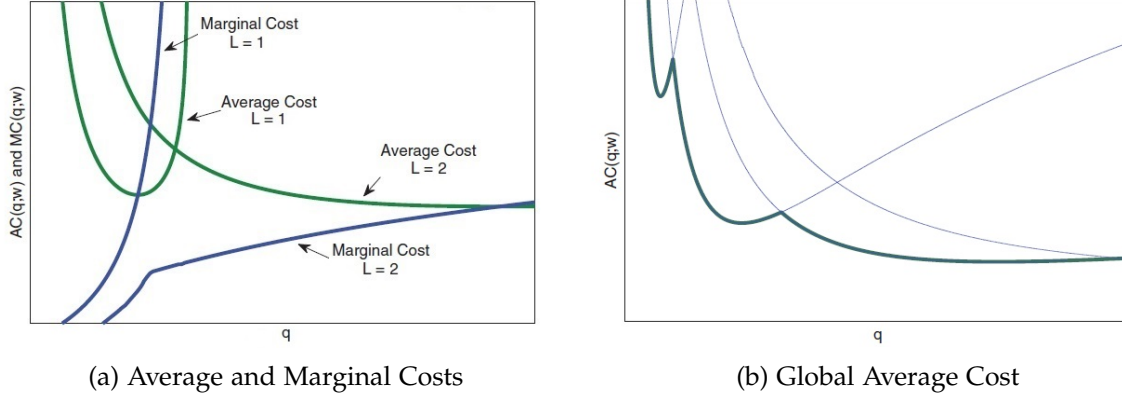 Marginal Cost
L = 1
Average Cost
L = 1
Average Cost
L = 2
Marginal Cost
L = 2
AC(q;w) and MC(q;w)
q
(a) Average and Marginal Costs
AC(q;w)
q
(b) Global Average Cost